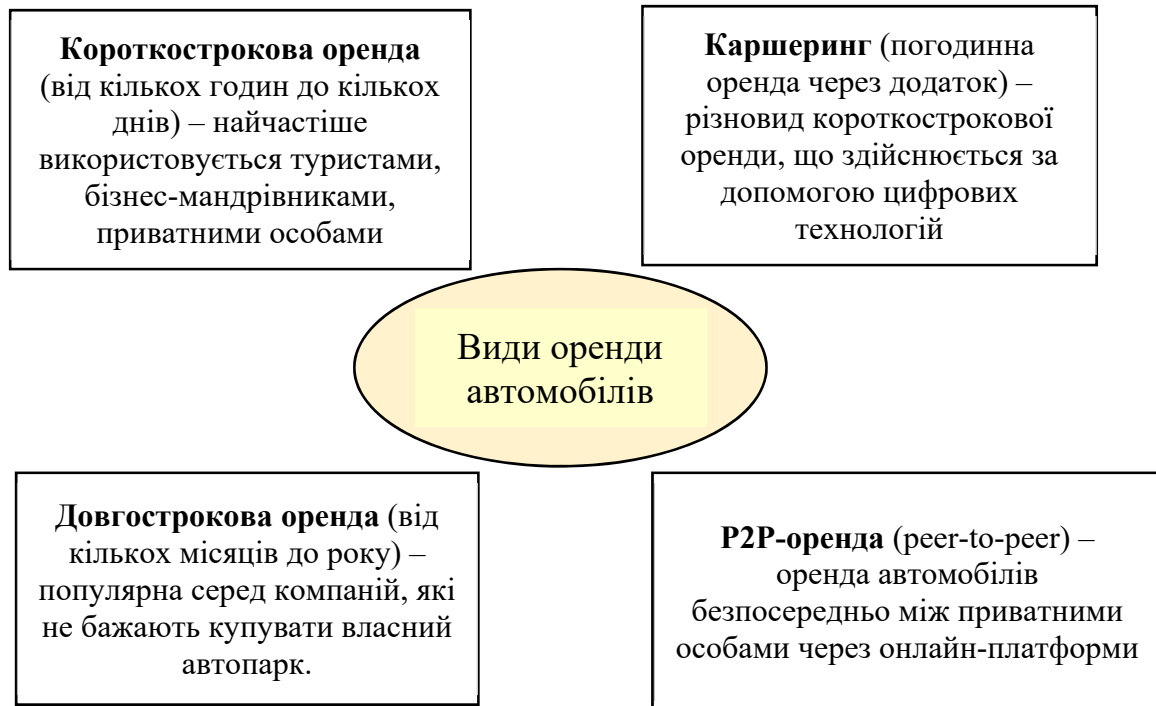 Короткострокова оренда
(від кількох годин до кількох
днів) – найчастіше
використовується туристами,
бізнес-мандрівниками,
приватними особами
Каршеринг (погодинна
оренда через додаток) –
різновид короткострокової
оренди, що здійснюється за
допомогою цифрових
технологій
Види оренди
автомобілів
Довгострокова оренда (від
кількох місяців до року) –
популярна серед компаній, які
не бажають купувати власний
автопарк.
P2P-оренда (peer-to-peer) –
оренда автомобілів
безпосередньо між приватними
особами через онлайн-платформи